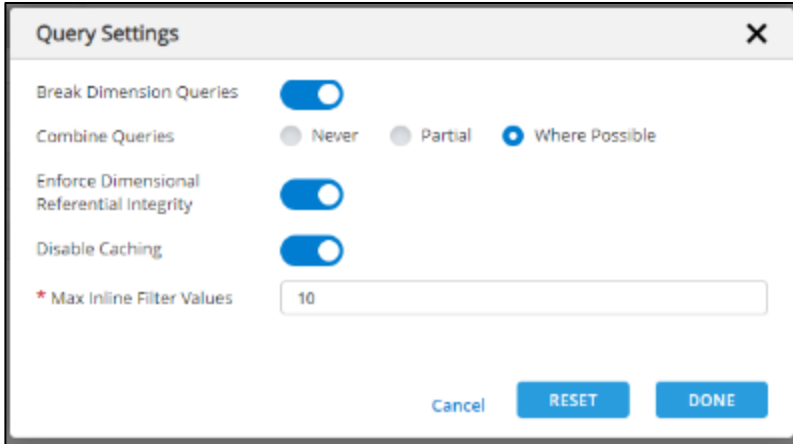 Query Settings
Break Dimension Queries
Combine Queries Never Partial Where Possible
Enforce Dimensional
Referential Integrity
Disable Caching
* Max Inline Filter Values 10
Cancel RESET DONE